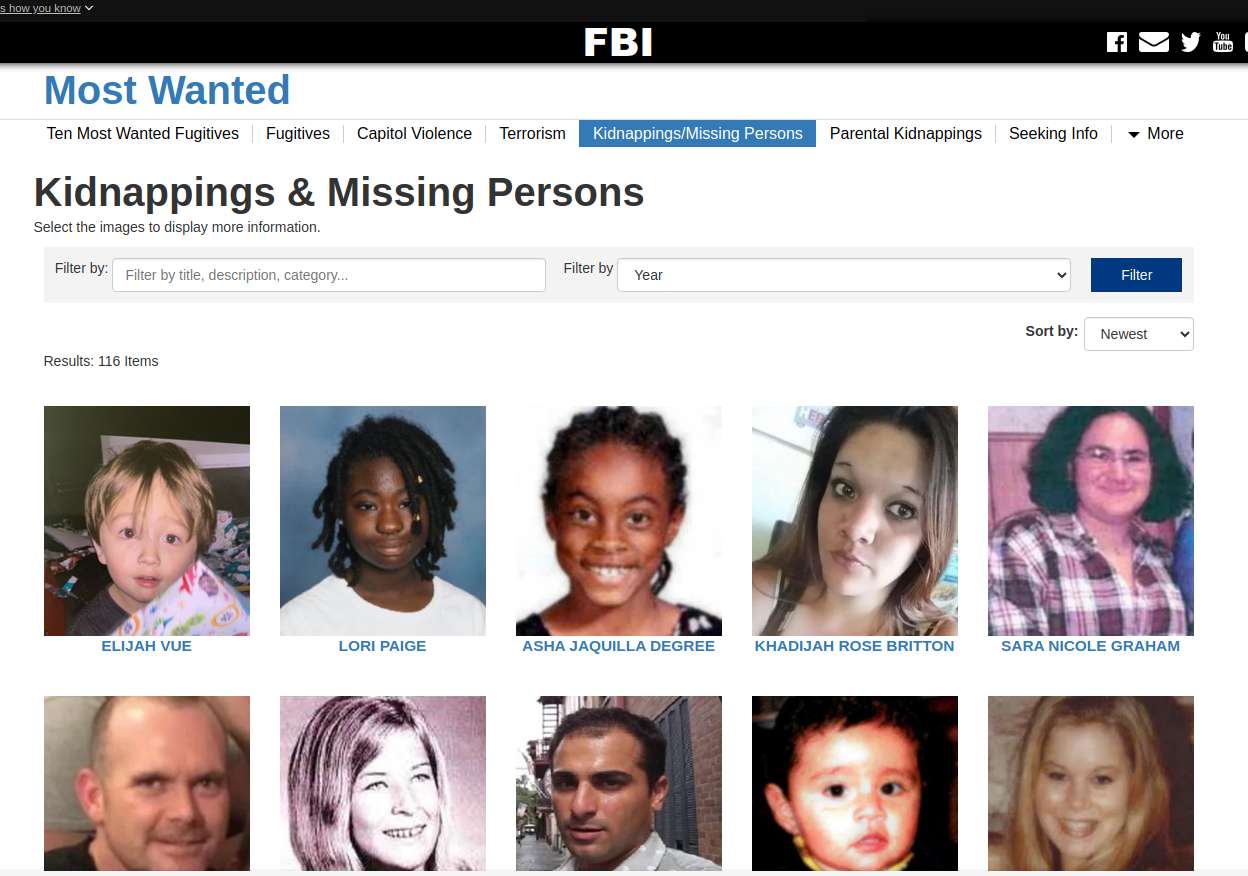 s how you know
FBI
You
Tube
Most Wanted
Ten Most Wanted Fugitives Fugitives Capitol Violence Terrorism Kidnappings/Missing Persons Parental Kidnappings Seeking Info More
Kidnappings & Missing Persons
Select the images to display more information.
Filter by: Filter by title, description, category... Filter by Year Filter
Sort by: Newest
Results: 116 Items
ELIJAH VUE LORI PAIGE ASHA JAQUILLA DEGREE KHADIJAH ROSE BRITTON SARA NICOLE GRAHAM